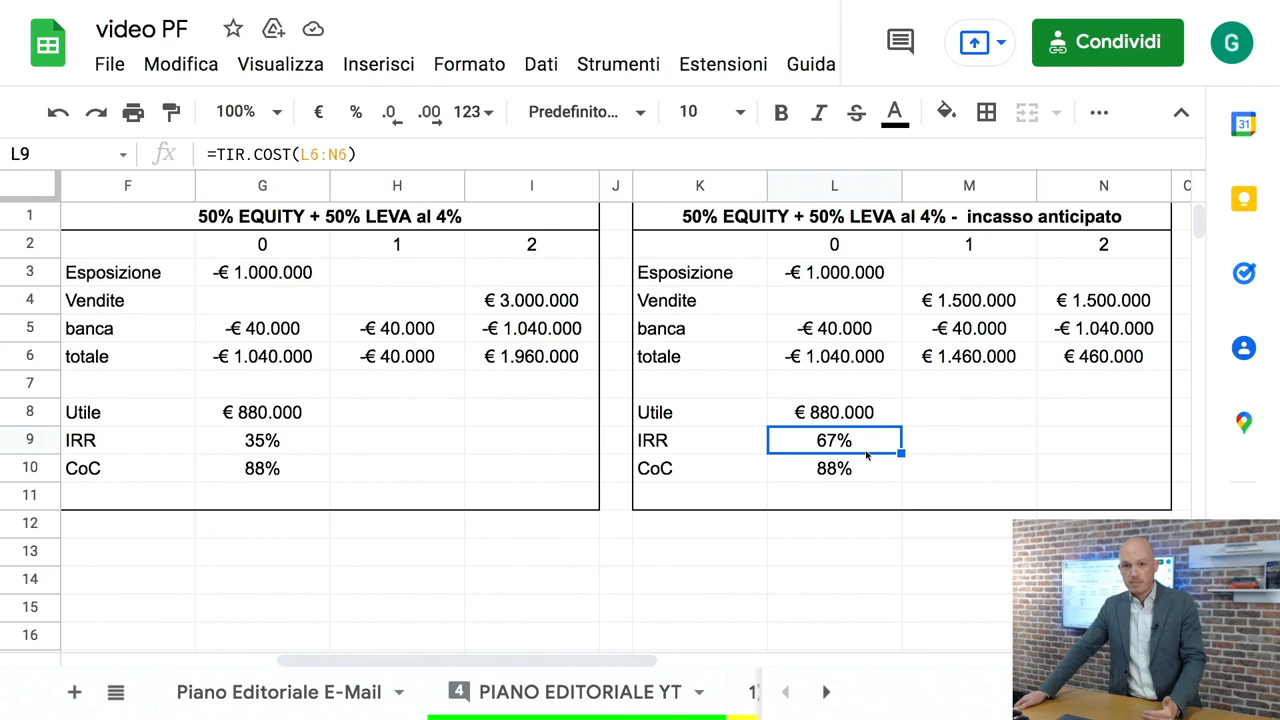 video PF
File Modifica Visualizza Inserisci Formato Dati Strumenti Estensioni Guida
Condividi
G
100% € % .0 .00 123 Predefinito... 10 B I S A ...
L9 fx =TIR.COST(L6:N6)
F G H I J K L M N
1 50% EQUITY + 50% LEVA al 4% 50% EQUITY + 50% LEVA al 4% - incasso anticipato
2 0 1 2 0 1 2
3 Esposizione -€ 1.000.000 Esposizione -€ 1.000.000
4 Vendite € 3.000.000 Vendite € 1.500.000 € 1.500.000
5 banca -€ 40.000 -€ 40.000 -€ 1.040.000 banca -€ 40.000 -€ 40.000 -€ 1.040.000
6 totale -€ 1.040.000 -€ 40.000 € 1.960.000 totale -€ 1.040.000 € 1.460.000 € 460.000
7
8 Utile € 880.000 Utile € 880.000
9 IRR 35% IRR 67%
10 CoC 88% CoC 88%
11
12
13
14
15
16
+ Piano Editoriale E-Mail 4 PIANO EDITORIALE YT 1
31